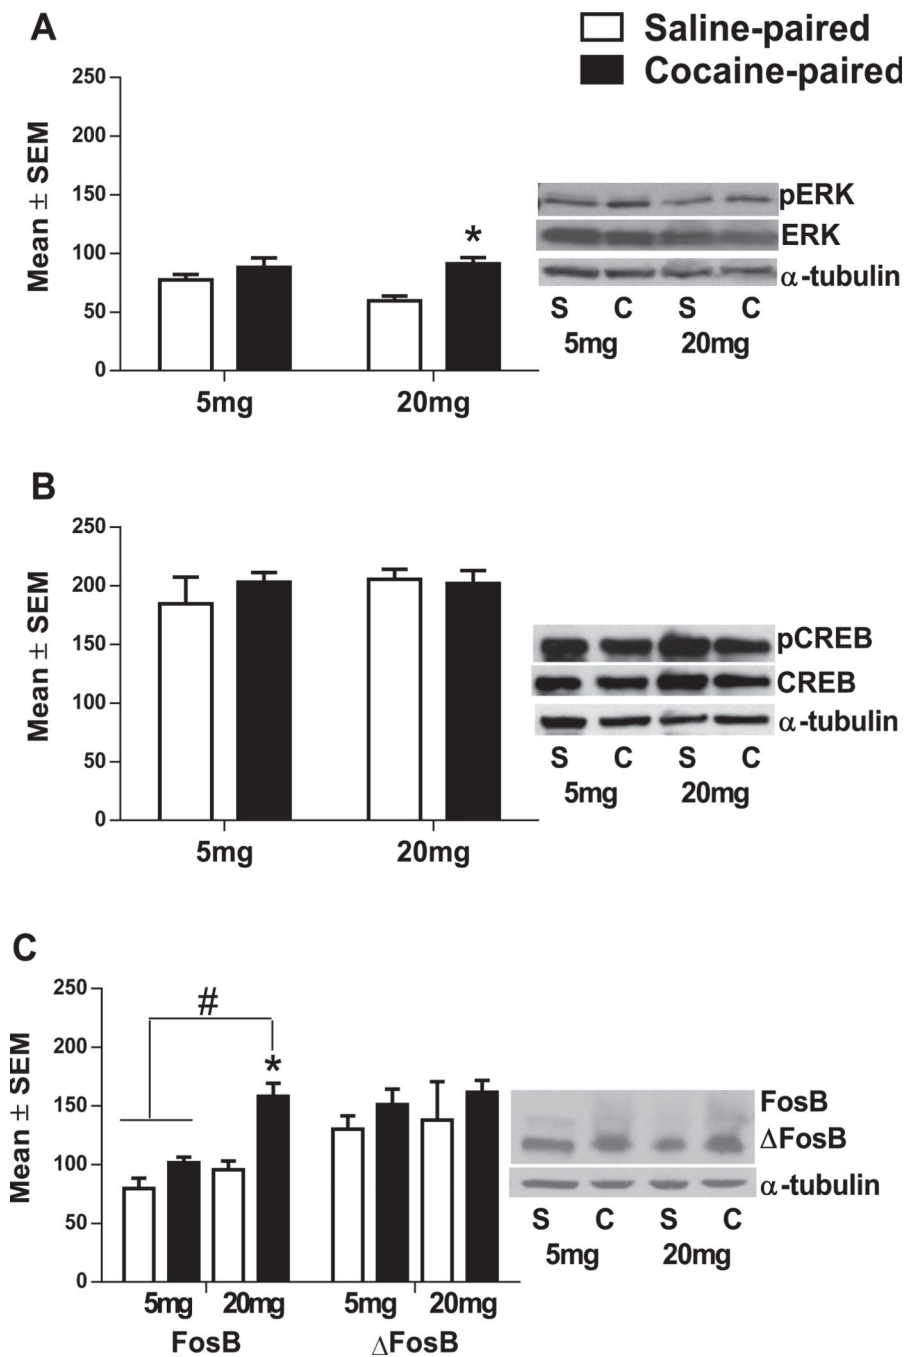 A
Saline-paired
Cocaine-paired
250
200
150
100
50
0
Mean ± SEM
*
5mg
20mg
pERK
ERK
α-tubulin
S C S C
5mg 20mg
B
250
200
150
100
50
0
Mean ± SEM
5mg
20mg
pCREB
CREB
α-tubulin
S C S C
5mg 20mg
C
250
200
150
100
50
0
Mean ± SEM
#
*
5mg 20mg 5mg 20mg
FosB ΔFosB
FosB
ΔFosB
α-tubulin
S C S C
5mg 20mg